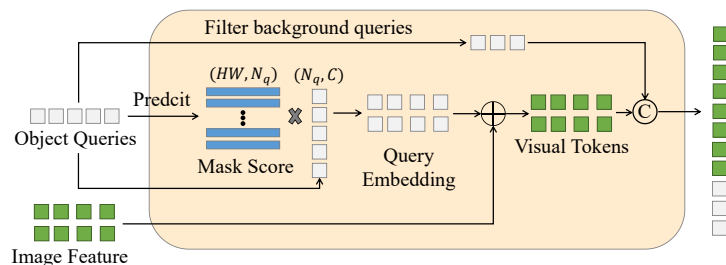 Filter background queries
(HW, N_q) (N_q, C)
Predcit
Object Queries
Mask Score
Query
Embedding
Visual Tokens
C
Image Feature